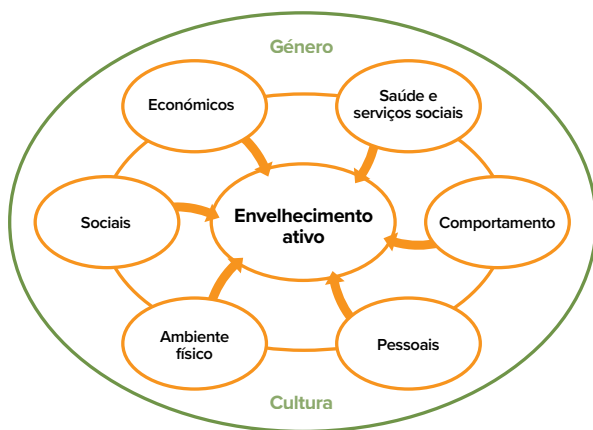 Género
Económicos
Saúde e
serviços sociais
Sociais
Envelhecimento
ativo
Comportamento
Ambiente
físico
Pessoais
Cultura